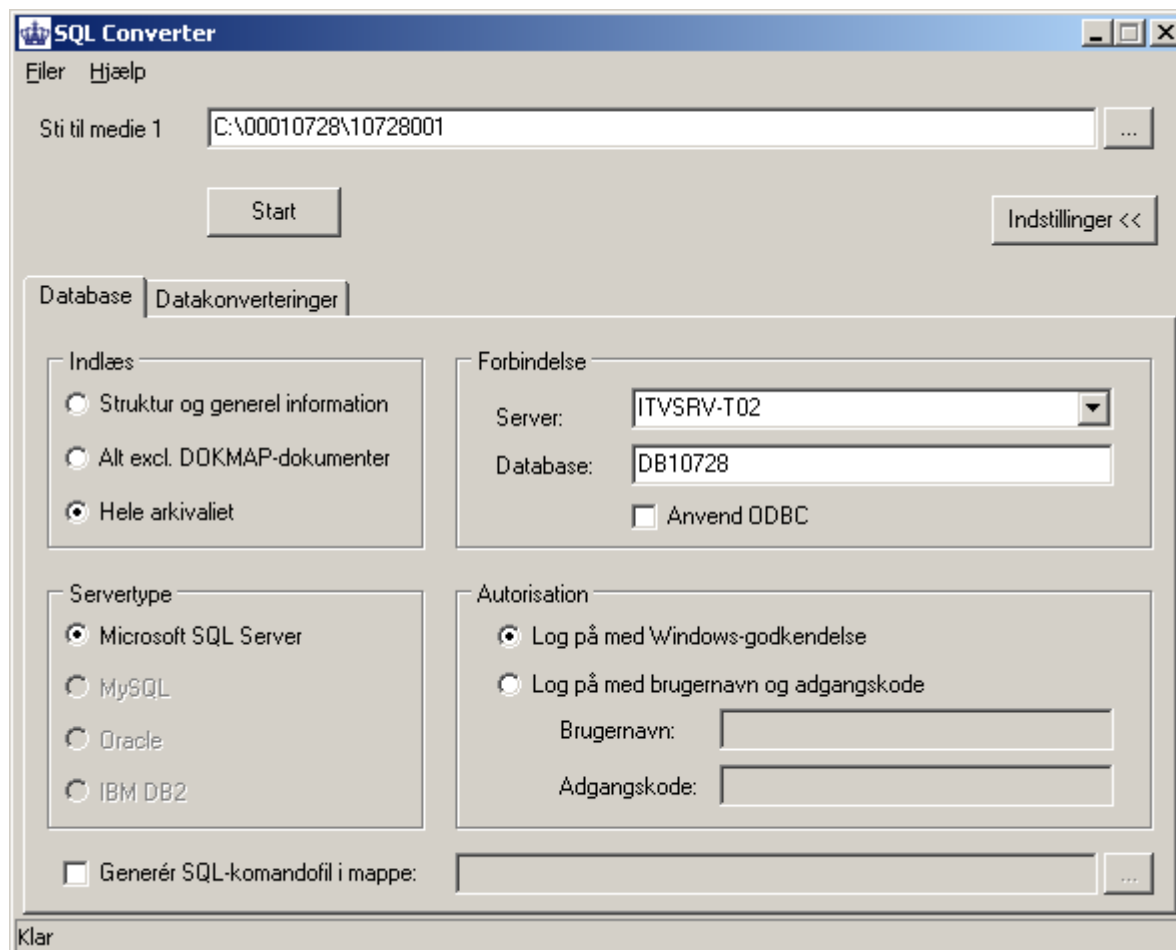 SQL Converter
Filer Hjælp
Sti til medie 1 C:\00010728\10728001 ...
Start
Indstillinger <<
Database Datakonverteringer
Indlæs
Struktur og generel information
Alt excl. DOKMAP-dokumenter
Hele arkivaliet
Forbindelse
Server: ITVSRV-T02
Database: DB10728
Anvend ODBC
Servertype
Microsoft SQL Server
MySQL
Oracle
IBM DB2
Autorisation
Log på med Windows-godkendelse
Log på med brugernavn og adgangskode
Brugernavn:
Adgangskode:
Generér SQL-komandofil i mappe: ...
Klar